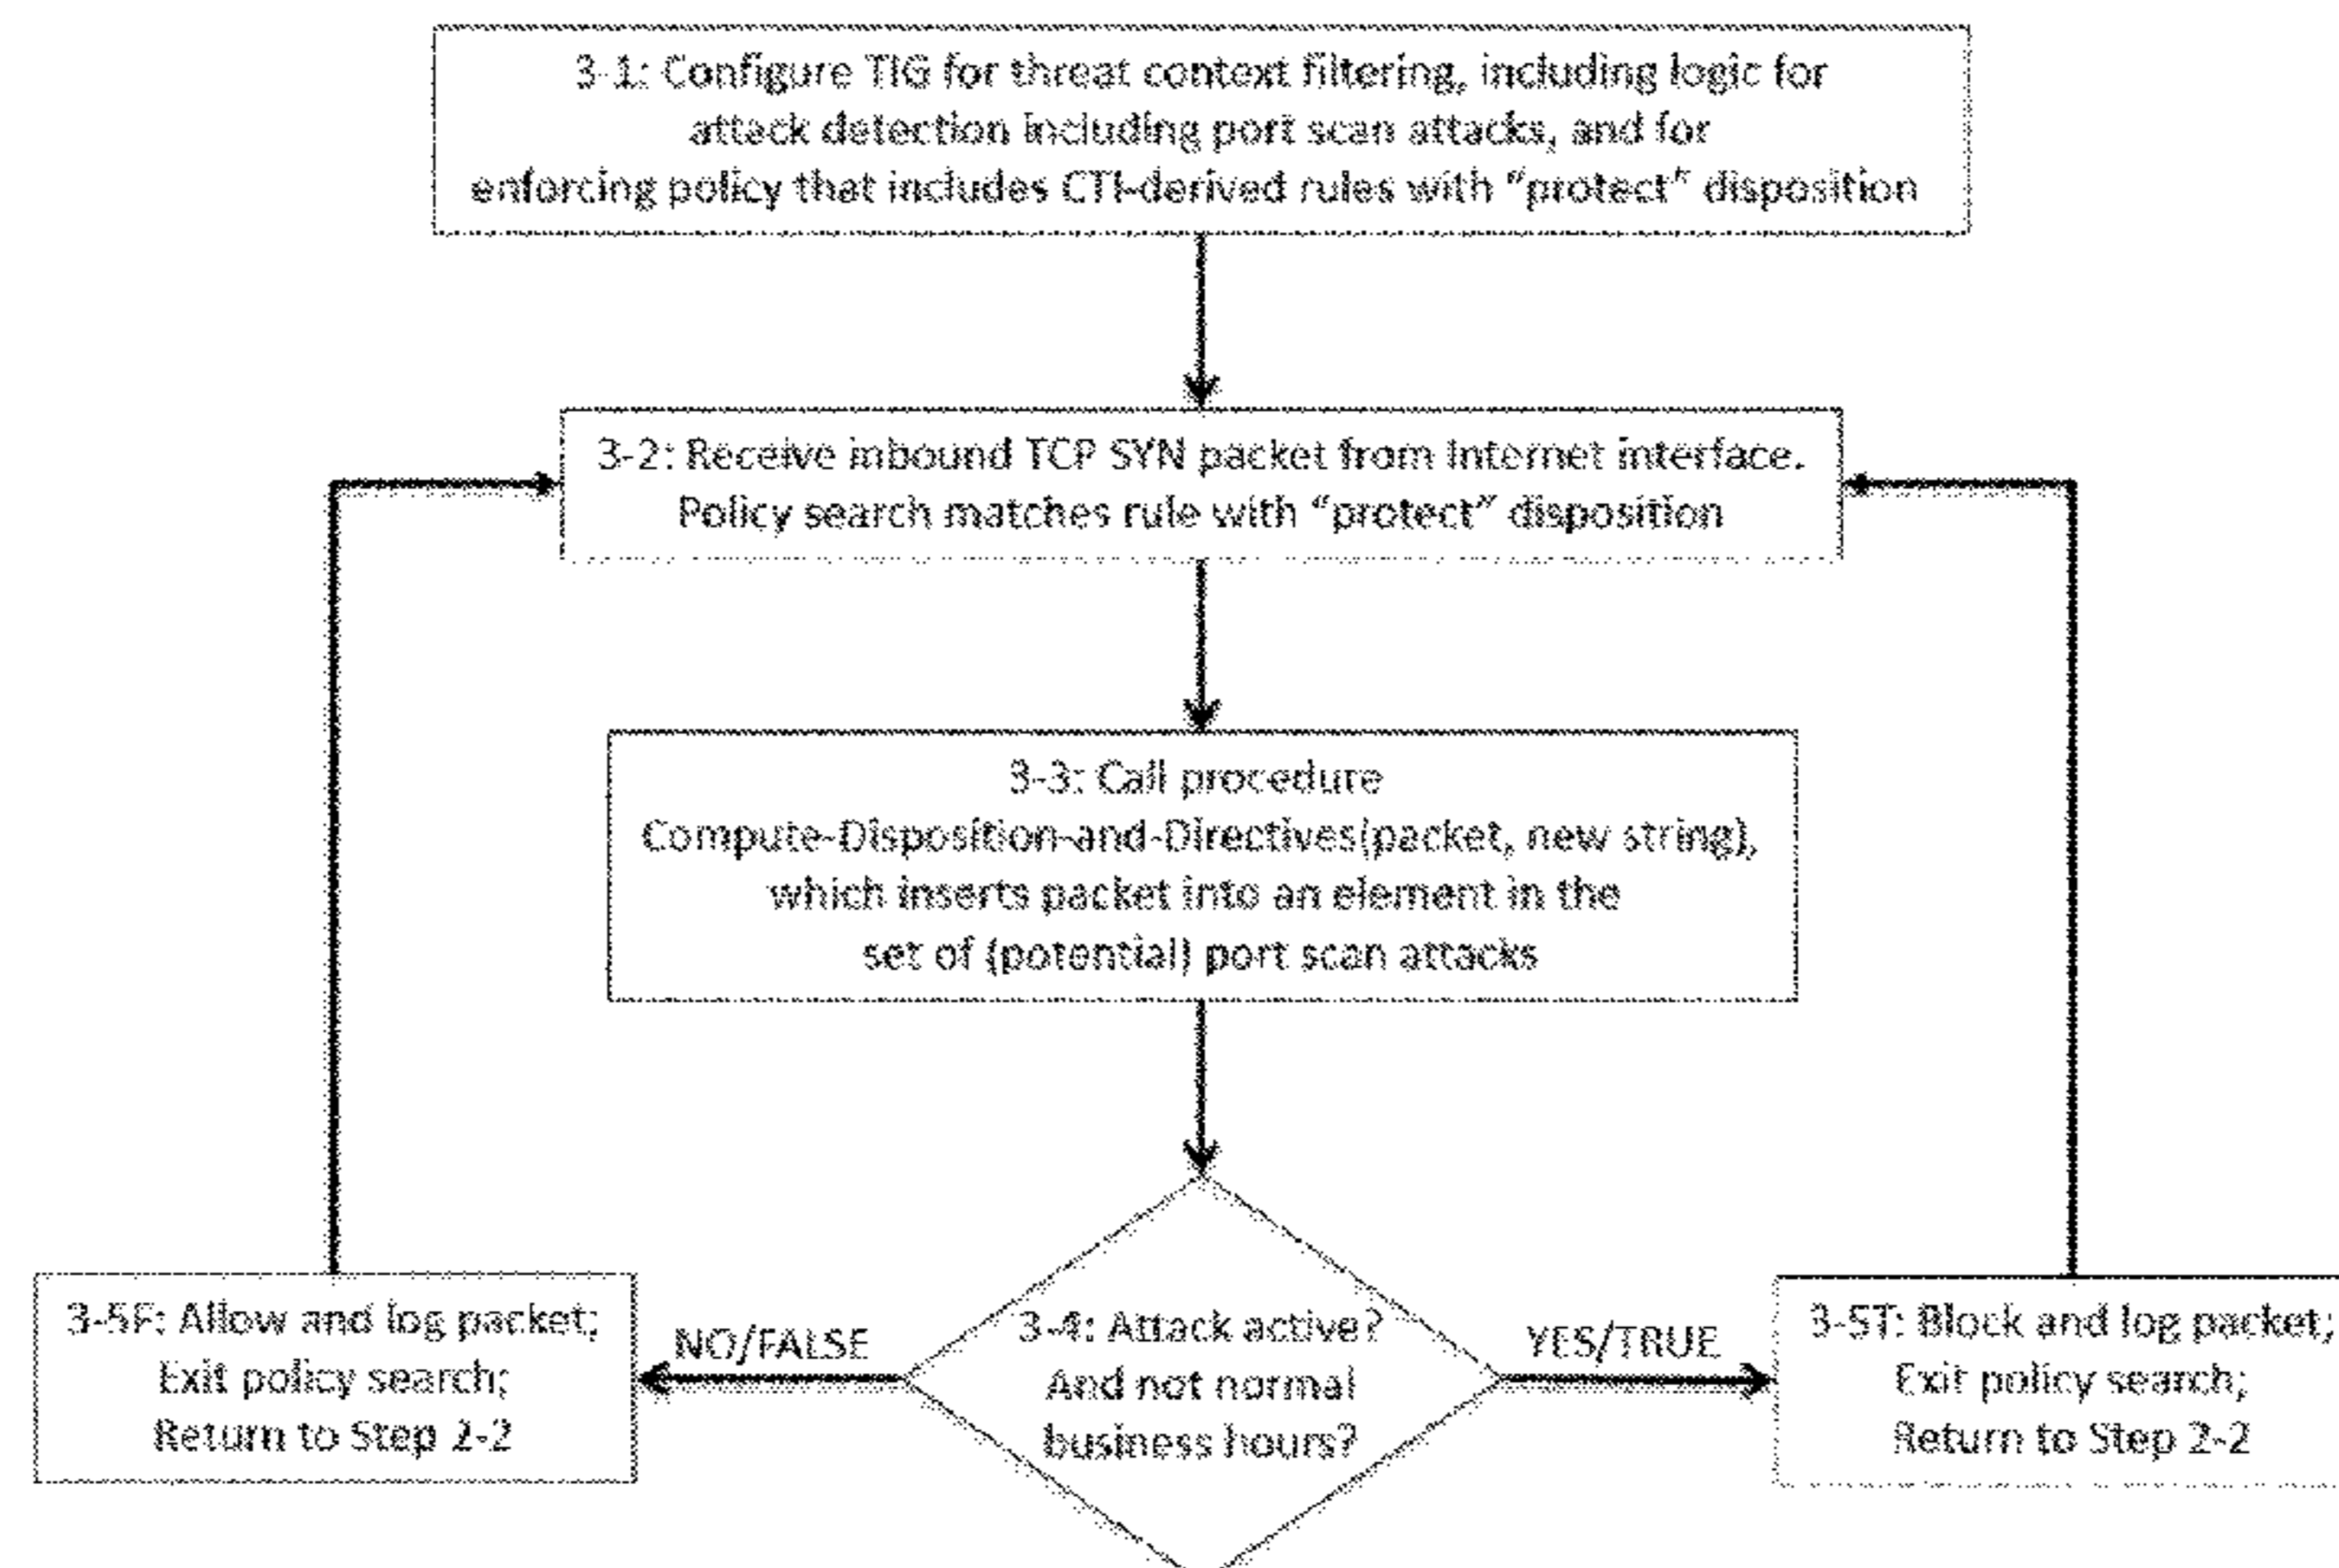 3-1: Configure TIG for threat context filtering, including logic for
attack detection including port scan attacks, and for
enforcing policy that includes CTI-derived rules with “protect” disposition
3-2: Receive inbound TCP SYN packet from Internet interface.
Policy search matches rule with “protect” disposition
3-3: Call procedure
Compute-Disposition-and-Directives(packet, new string),
which inserts packet into an element in the
set of (potential) port scan attacks
3-4: Attack active?
And not normal
business hours?
NO/FALSE
YES/TRUE
3-5F: Allow and log packet;
Exit policy search;
Return to Step 2-2
3-5T: Block and log packet;
Exit policy search;
Return to Step 2-2